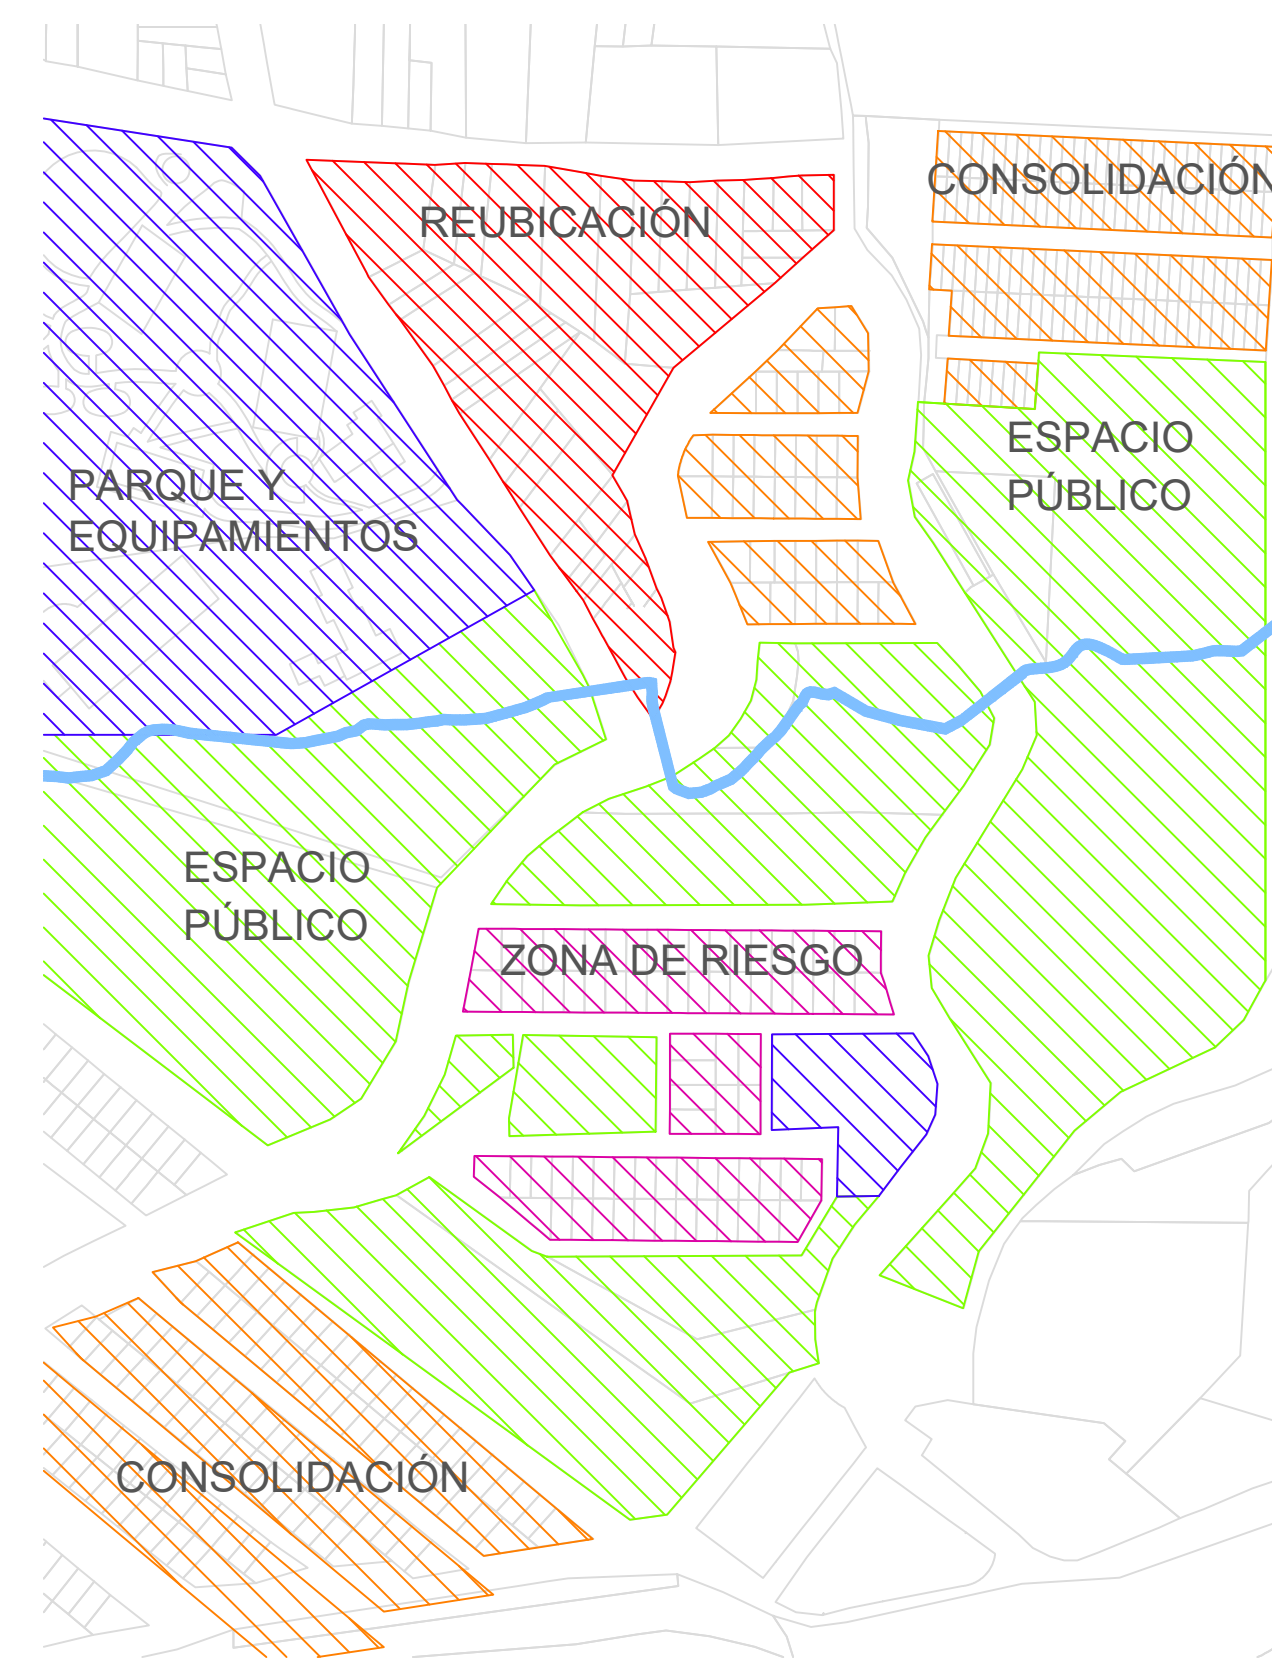 CONSOLIDACIÓN
REUBICACIÓN
ESPACIO
PÚBLICO
PARQUE Y
EQUIPAMIENTOS
ESPACIO
PÚBLICO
ZONA DE RIESGO
CONSOLIDACIÓN